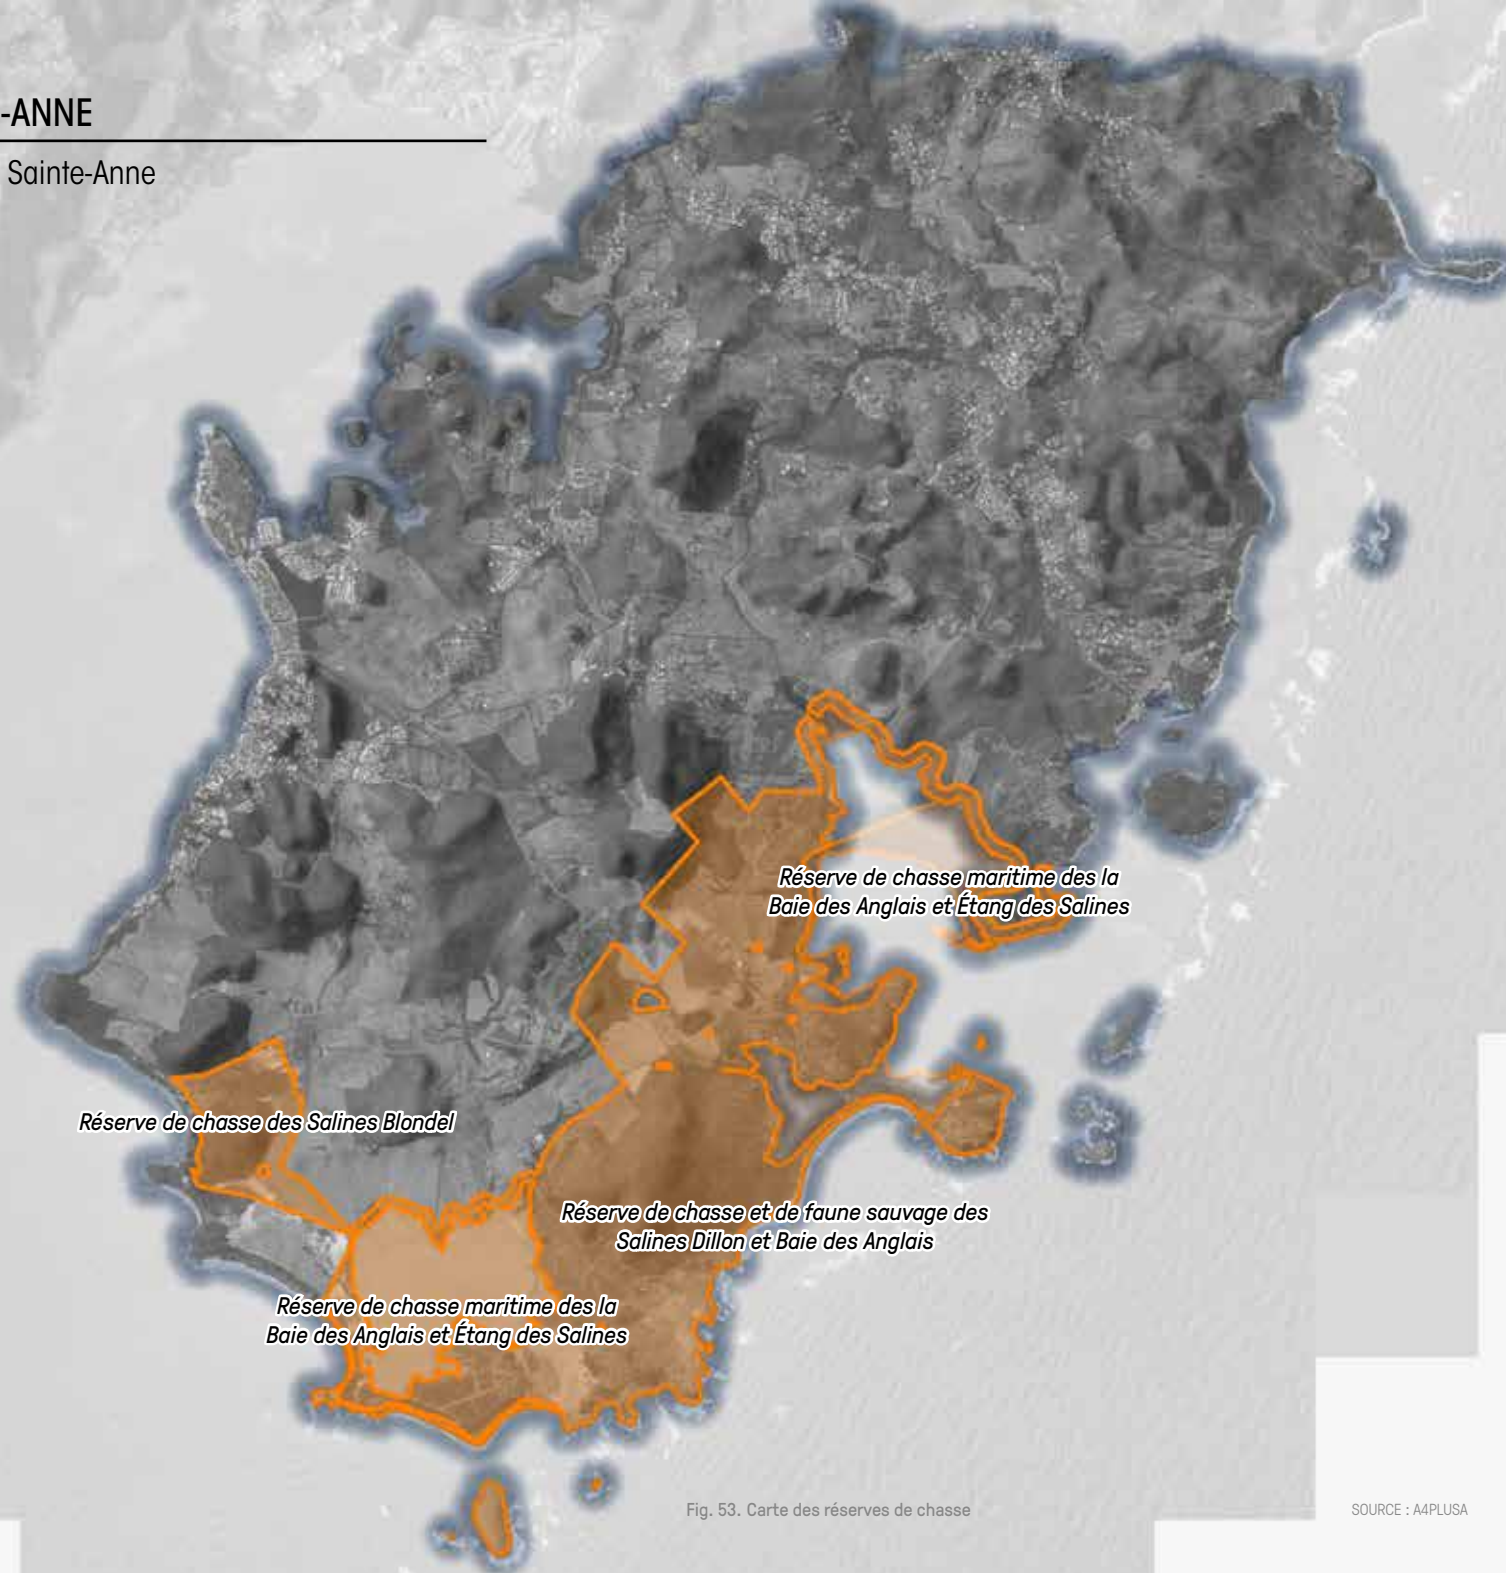 -ANNE
Sainte-Anne
Réserve de chasse maritime des la
Baie des Anglais et Étang des Salines
Réserve de chasse des Salines Blondel
Réserve de chasse et de faune sauvage des
Salines Dillon et Baie des Anglais
Réserve de chasse maritime des la
Baie des Anglais et Étang des Salines
Fig. 53. Carte des réserves de chasse
SOURCE : A4PLUSA